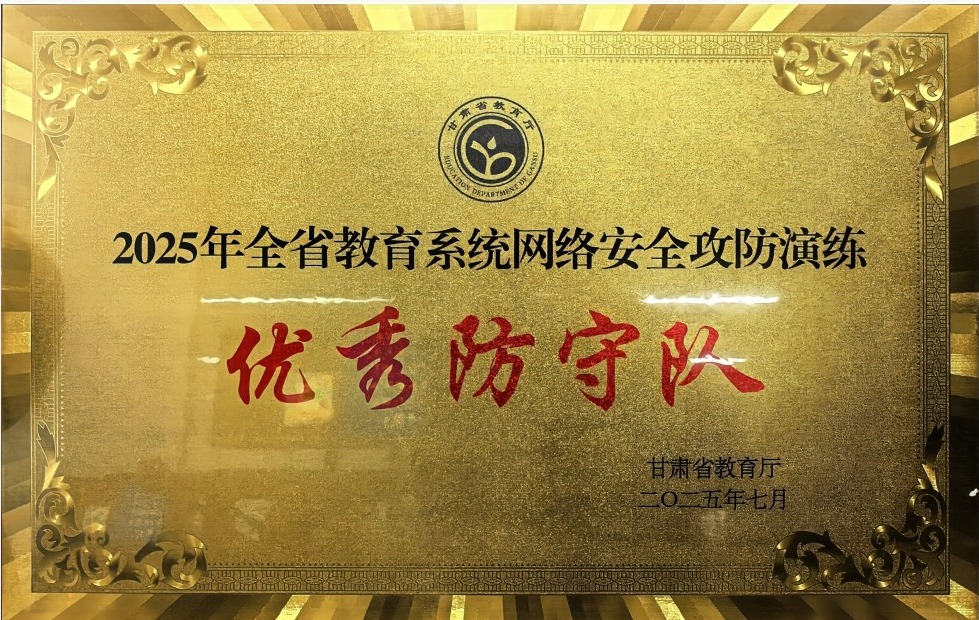 甘肃省教育厅
EDUCATION DEPARTMENT OF GANSU
2025年全省教育系统网络安全攻防演练
优秀防守队
甘肃省教育厅
二〇二五年七月